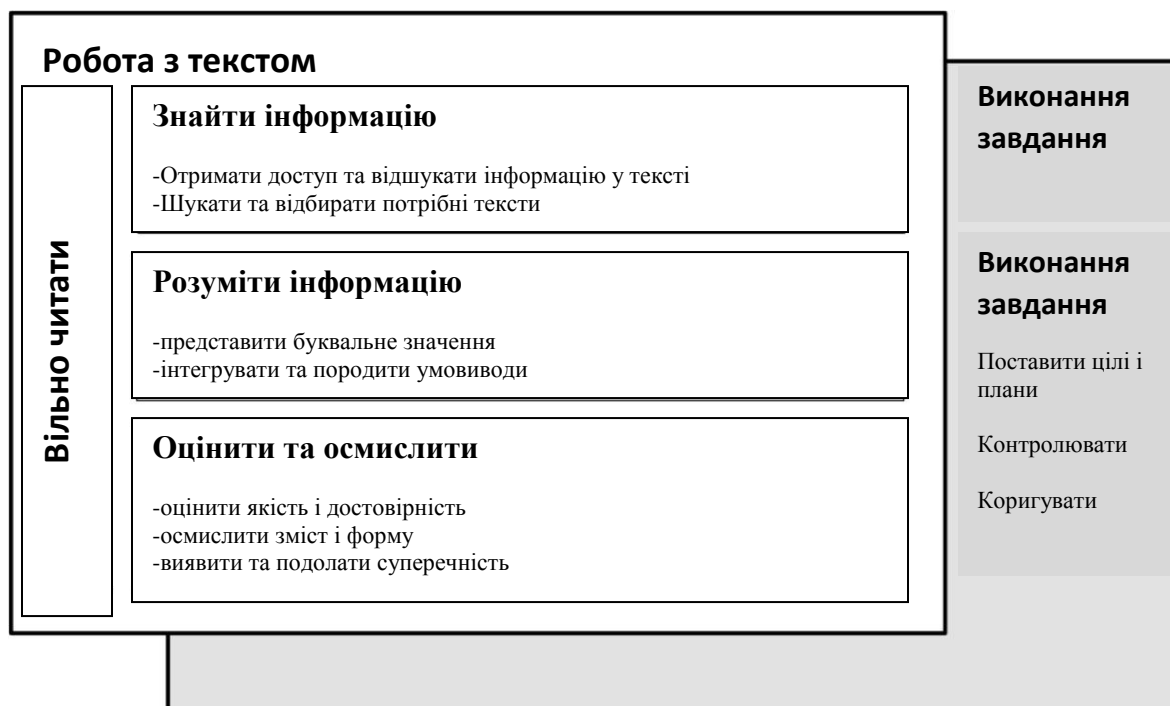 Робота з текстом
Вільно читати
Знайти інформацію
-Отримати доступ та відшукати інформацію у тексті
-Шукати та відбирати потрібні тексти
Розуміти інформацію
-представити буквальне значення
-інтегрувати та породити умовиводи
Оцінити та осмислити
-оцінити якість і достовірність
-осмислити зміст і форму
-виявити та подолати суперечність
Виконання
завдання
Виконання
завдання
Поставити цілі і
плани
Контролювати
Коригувати